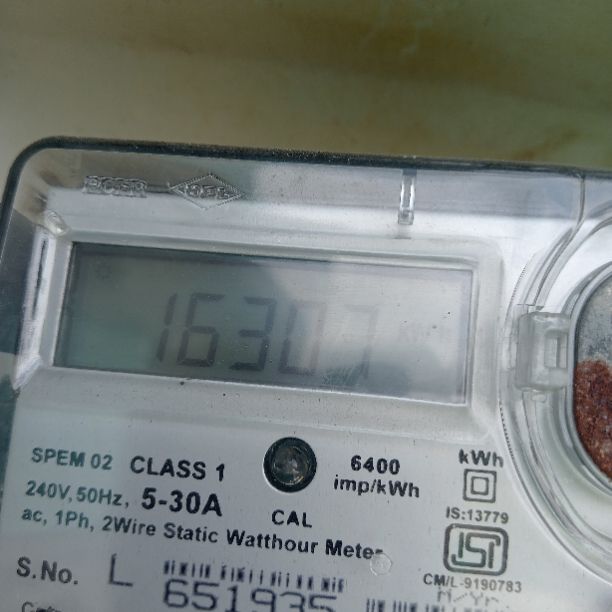 16307
SPEM 02 CLASS 1
6400
imp/kWh
kWh
240V, 50Hz, 5-30A
CAL
IS:13779
ac, 1Ph, 2Wire Static Watthour Meter
ISI
CM/L-9190783
S.No. L
651935